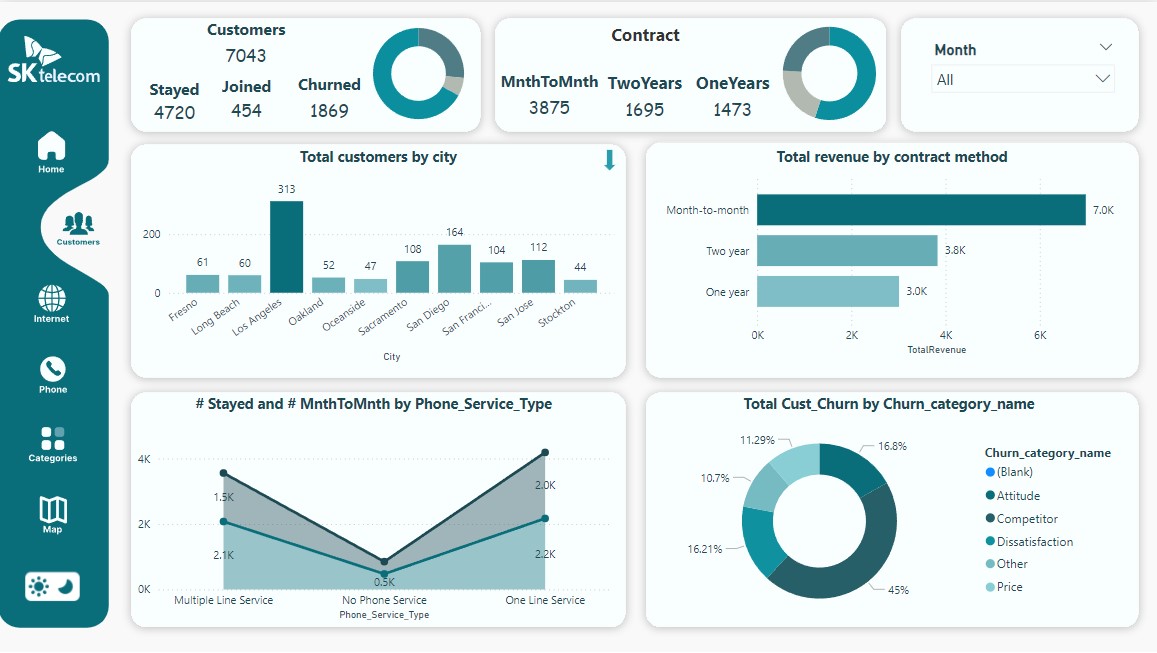 SK telecom
Home
Customers
Internet
Phone
Categories
Map
Customers
7043
Stayed
4720
Joined
454
Churned
1869
Contract
MnthToMnth
3875
TwoYears
1695
OneYears
1473
Month
All
Total customers by city
200
0
61
60
313
52
47
108
164
104
112
44
Fresno
Long Beach
Los Angeles
Oakland
Oceanside
Sacramento
San Diego
San Franci...
San Jose
Stockton
City
Total revenue by contract method
Month-to-month
7.0K
Two year
3.8K
One year
3.0K
0K
2K
4K
6K
TotalRevenue
# Stayed and # MnthToMnth by Phone_Service_Type
4K
2K
0K
1.5K
2.1K
0.5K
2.0K
2.2K
Multiple Line Service
No Phone Service
One Line Service
Phone_Service_Type
Total Cust_Churn by Churn_category_name
11.29%
16.8%
10.7%
16.21%
45%
Churn_category_name
(Blank)
Attitude
Competitor
Dissatisfaction
Other
Price